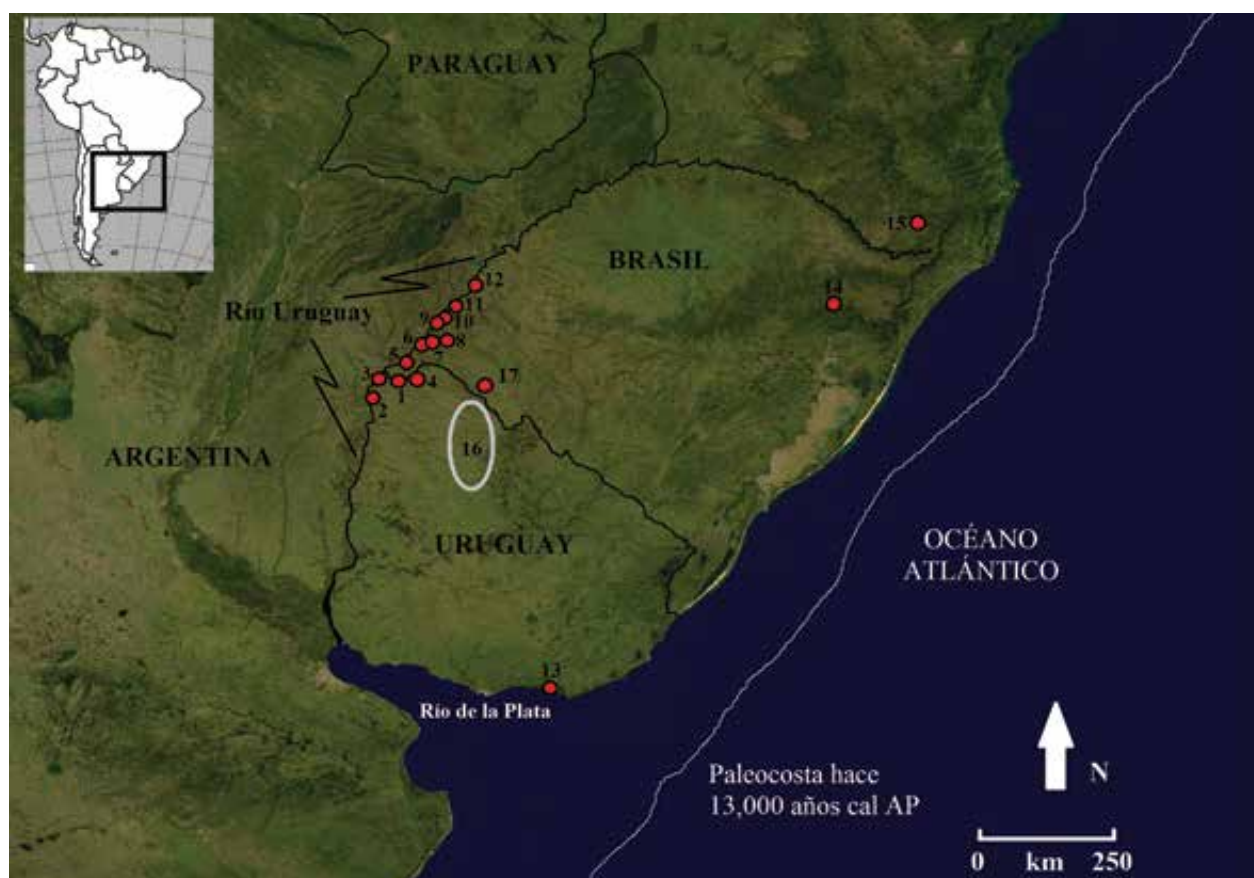 PARAGUAY
BRASIL
15
14
12
11
10
9
8
7
6
5
4
3
2
1
17
16
13
Río Uruguay
ARGENTINA
URUGUAY
OCÉANO
ATLÁNTICO
Río de la Plata
Paleocosta hace
13,000 años cal AP
N
0 km 250